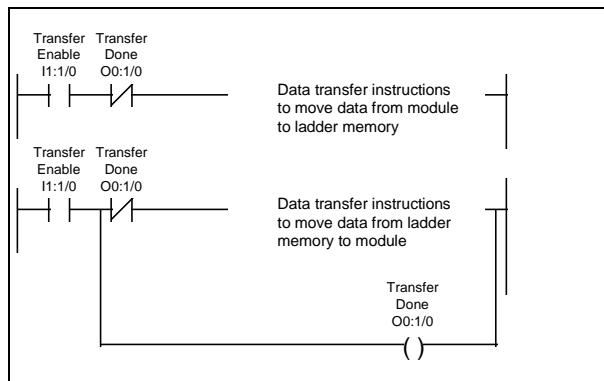 Transfer Transfer
Enable Done
I1:1/0 O0:1/0
Data transfer instructions
to move data from module
to ladder memory
Transfer Transfer
Enable Done
I1:1/0 O0:1/0
Data transfer instructions
to move data from ladder
memory to module
Transfer
Done
O0:1/0